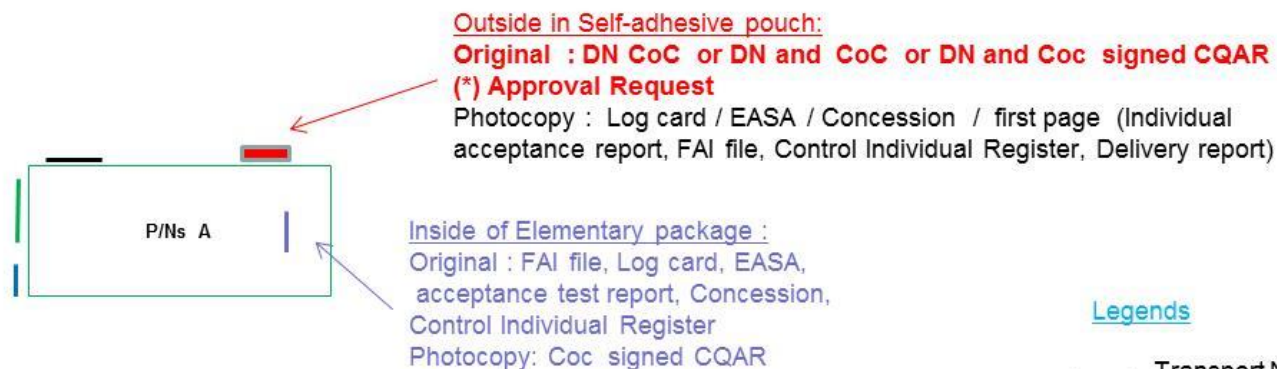 Outside in Self-adhesive pouch:
Original : DN CoC or DN and CoC or DN and Coc signed CQAR
(*) Approval Request
Photocopy : Log card / EASA / Concession / first page (Individual
acceptance report, FAI file, Control Individual Register, Delivery report)
P/Ns A
Inside of Elementary package :
Original : FAI file, Log card, EASA,
acceptance test report, Concession,
Control Individual Register
Photocopy: Coc signed CQAR
Legends
Transport